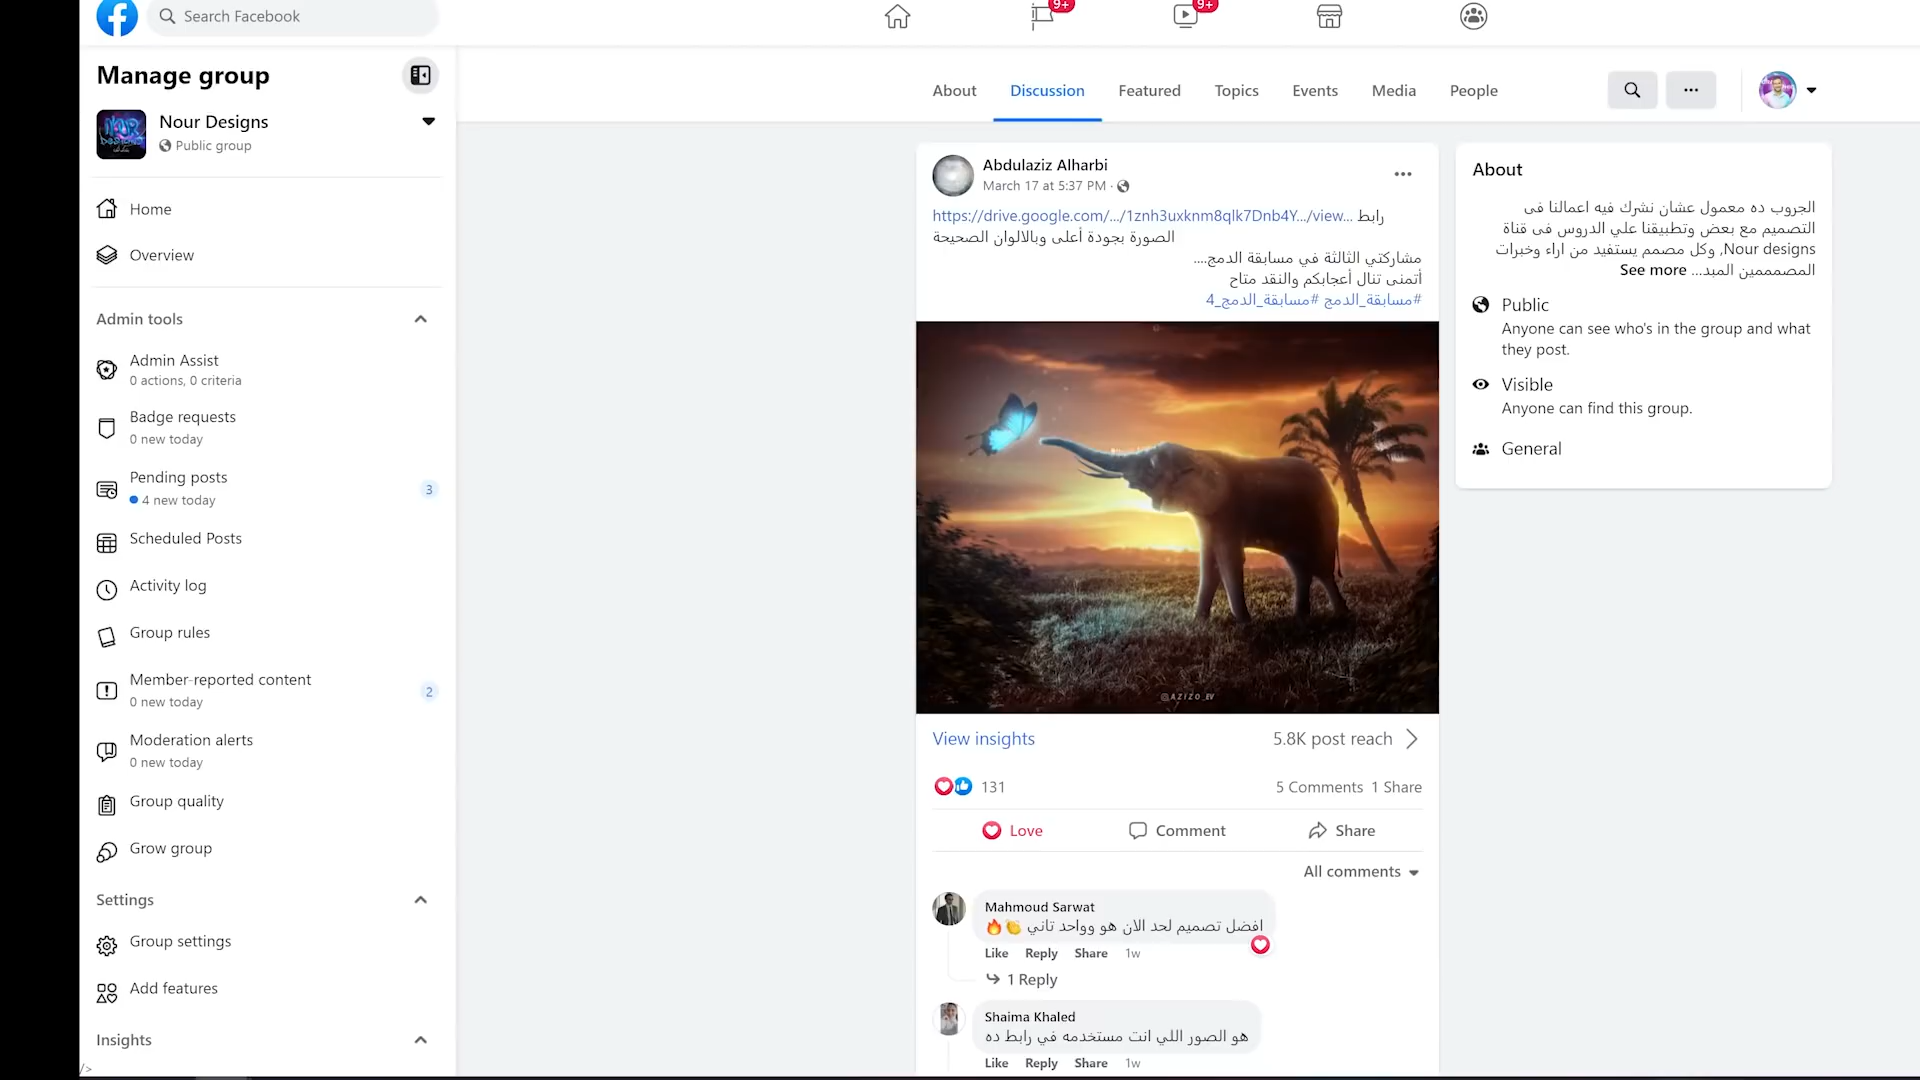 Search Facebook
9+
9+
Manage group
Nour Designs
Public group
Home
Overview
Admin tools
Admin Assist
0 actions, 0 criteria
Badge requests
0 new today
Pending posts
4 new today
3
Scheduled Posts
Activity log
Group rules
Member-reported content
0 new today
2
Moderation alerts
0 new today
Group quality
Grow group
Settings
Group settings
Add features
Insights
/>
About
Discussion
Featured
Topics
Events
Media
People
Abdulaziz Alharbi
March 17 at 5:37 PM ·
https://drive.google.com/.../1znh3uxknm8qlk7Dnb4Y.../view... رابط
الصورة بجودة أعلى وبالالوان الصحيحة
مشاركتي الثالثة في مسابقة الدمج....
أتمنى تنال أعجابكم والنقد متاح
#مسابقة_الدمج #مسابقة_الدمج_4
NOUR
AZIZO_EV
View insights
5.8K post reach
131
5 Comments 1 Share
Love
Comment
Share
All comments
Mahmoud Sarwat
افضل تصميم لحد الان هو وواحد تاني 👏🔥
Like Reply Share 1w
1 Reply
Shaima Khaled
هو الصور اللي انت مستخدمه في رابط ده
Like Reply Share 1w
About
الجروب ده معمول عشان نشرك فيه اعمالنا فى
التصميم مع بعض وتطبيقنا علي الدروس فى قناة
Nour designs, وكل مصمم يستفيد من اراء وخبرات
المصمممين المبد... See more
Public
Anyone can see who's in the group and what
they post.
Visible
Anyone can find this group.
General